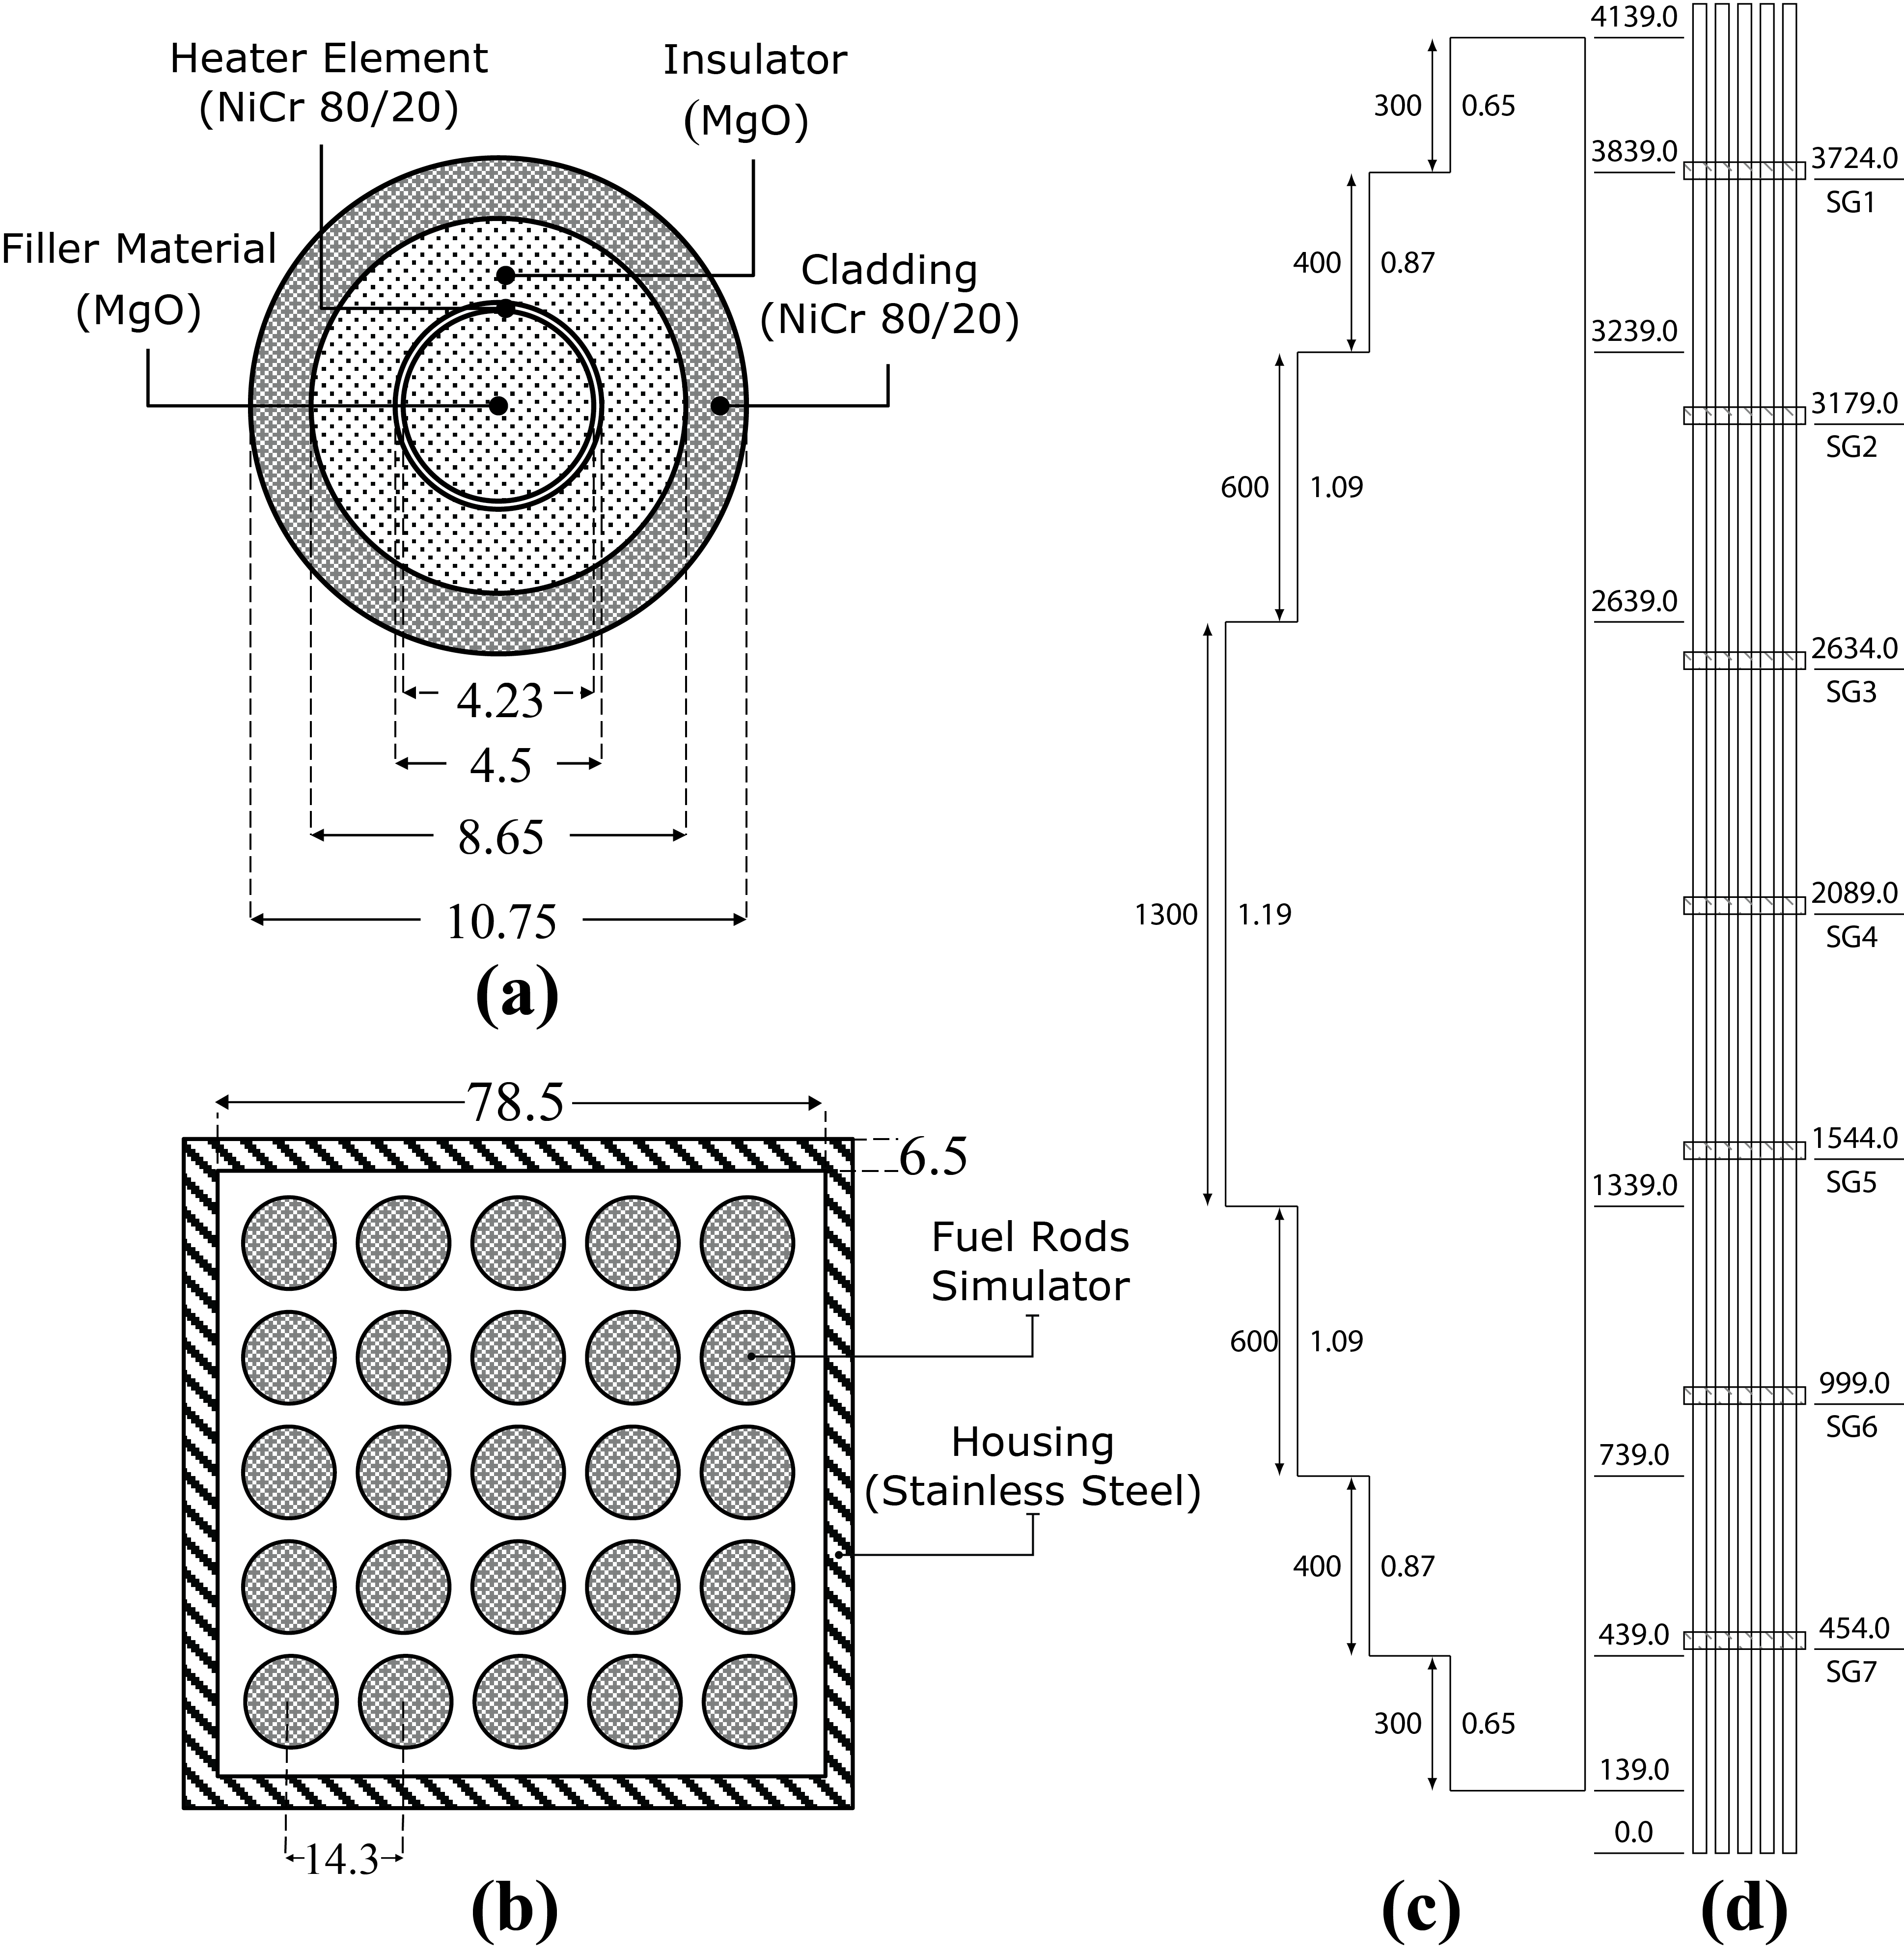 Heater Element
(NiCr 80/20)
Insulator
(MgO)
Filler Material
(MgO)
Cladding
(NiCr 80/20)
4.23
4.5
8.65
10.75
(a)
78.5
6.5
Fuel Rods
Simulator
Housing
(Stainless Steel)
14.3
(b)
300
0.65
400
0.87
600
1.09
1300
1.19
600
1.09
400
0.87
300
0.65
(c)
4139.0
3839.0
3239.0
2639.0
1339.0
739.0
439.0
139.0
0.0
3724.0
SG1
3179.0
SG2
2634.0
SG3
2089.0
SG4
1544.0
SG5
999.0
SG6
454.0
SG7
(d)